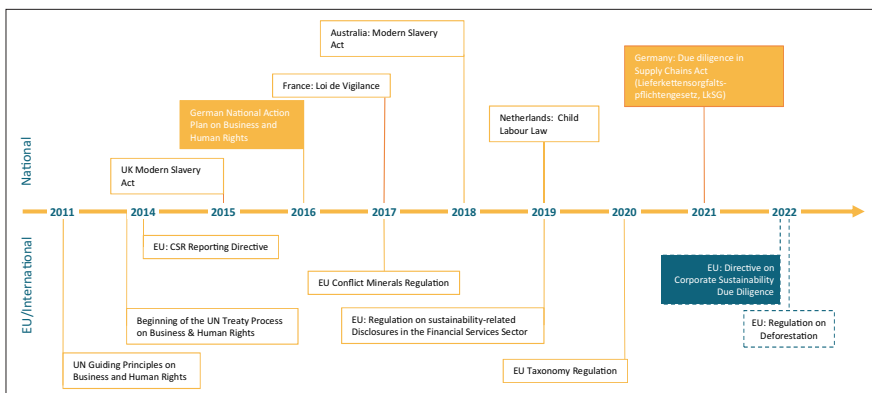 Australia: Modern Slavery
Act
Germany: Due diligence in
Supply Chains Act
(Lieferkettensorgfalts-
pflichtengesetz, LkSG)
France: Loi de Vigilance
German National Action
Plan on Business and
Human Rights
Netherlands: Child
Labour Law
UK Modern Slavery
Act
National
2011
2014
2015
2016
2017
2018
2019
2020
2021
2022
EU/International
EU: CSR Reporting Directive
EU Conflict Minerals Regulation
EU: Directive on
Corporate Sustainability
Due Diligence
Beginning of the UN Treaty Process
on Business & Human Rights
EU: Regulation on sustainability-related
Disclosures in the Financial Services Sector
EU: Regulation on
Deforestation
UN Guiding Principles on
Business and Human Rights
EU Taxonomy Regulation